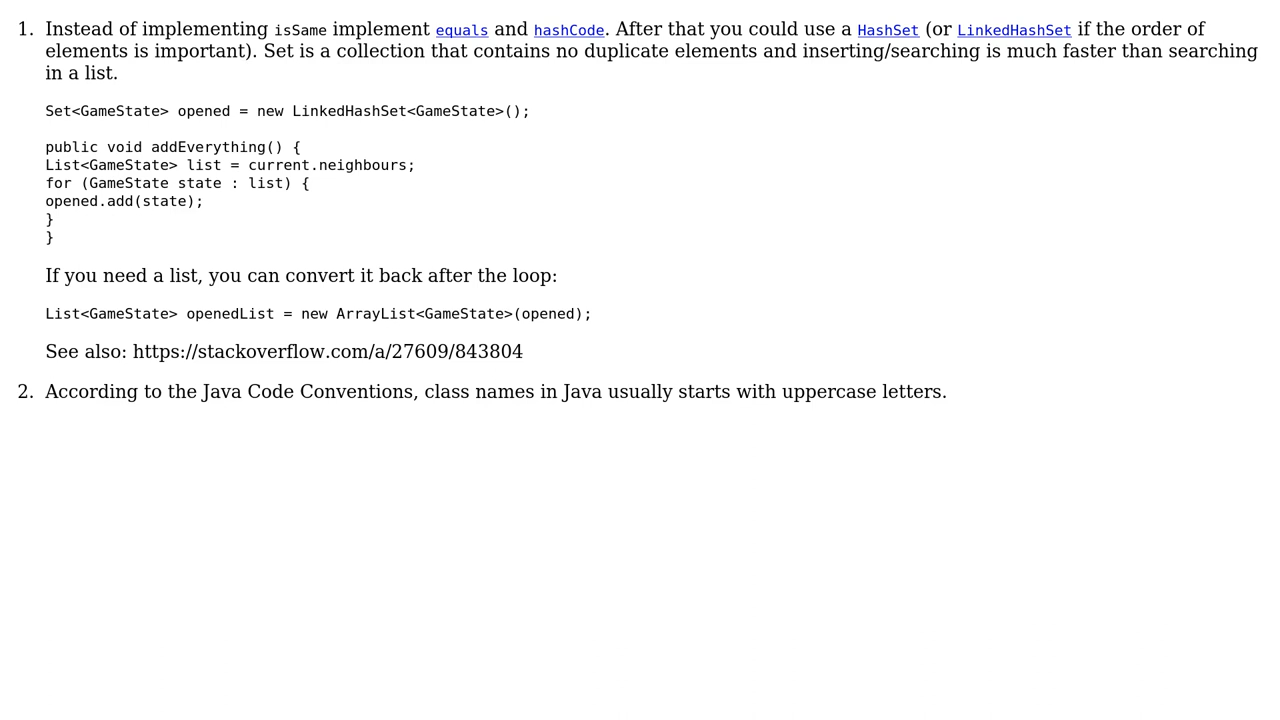 1. Instead of implementing isSame implement equals and hashCode. After that you could use a HashSet (or LinkedHashSet if the order of
elements is important). Set is a collection that contains no duplicate elements and inserting/searching is much faster than searching
in a list.
Set<GameState> opened = new LinkedHashSet<GameState>();
public void addEverything() {
List<GameState> list = current.neighbours;
for (GameState state : list) {
opened.add(state);
}
}
If you need a list, you can convert it back after the loop:
List<GameState> openedList = new ArrayList<GameState>(opened);
See also: https://stackoverflow.com/a/27609/843804
2. According to the Java Code Conventions, class names in Java usually starts with uppercase letters.